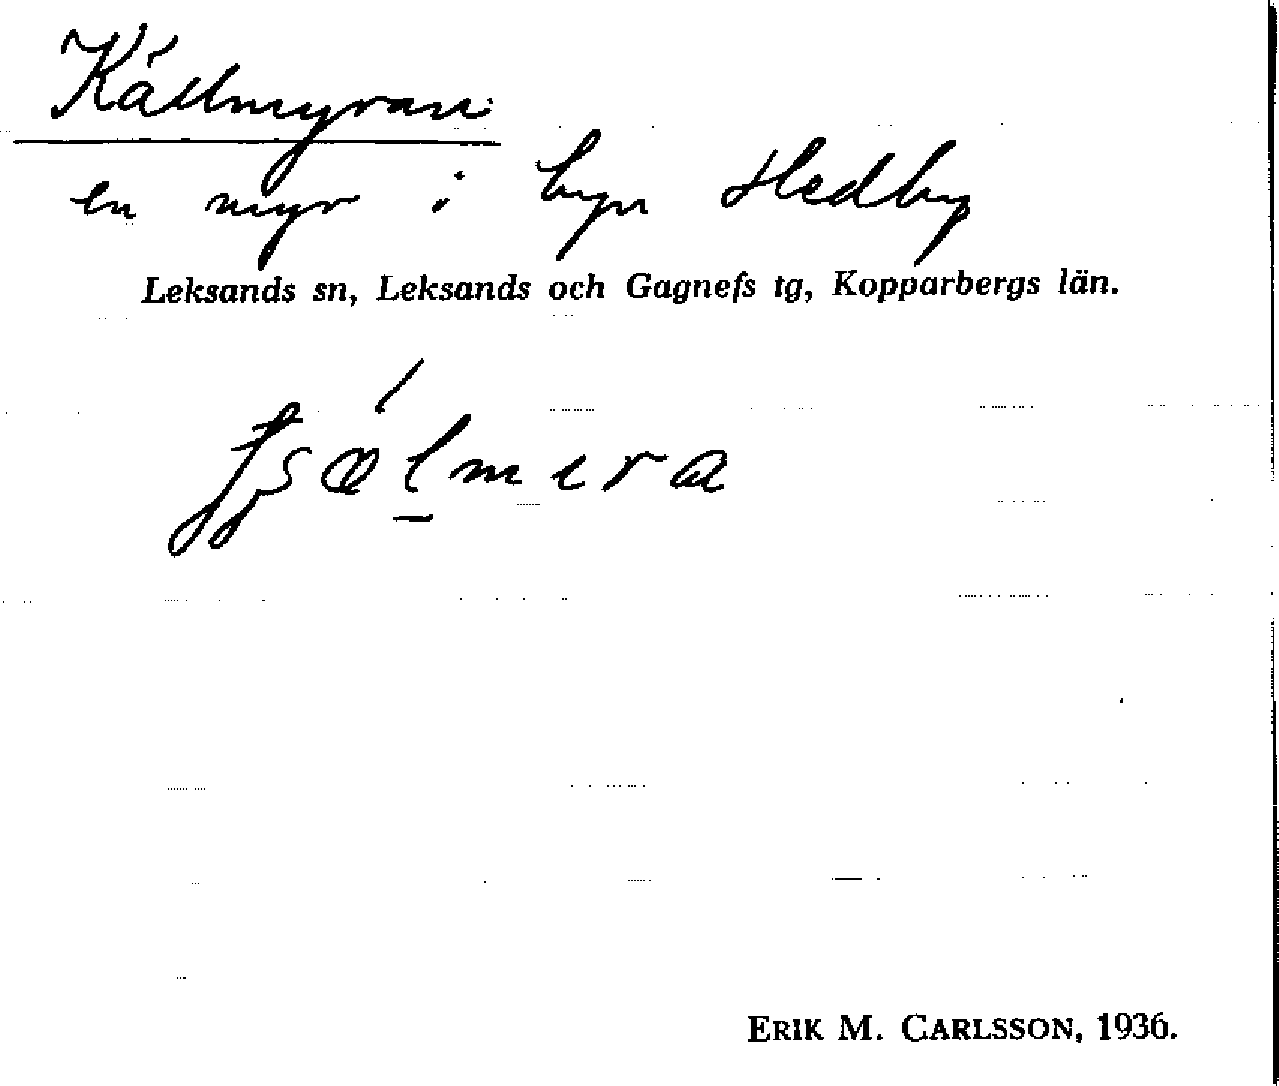 Källmyran
en myr i byn Hedby
Leksands sn, Leksands och Gagnefs tg, Kopparbergs län.
ERIK M. CARLSSON, 1936.